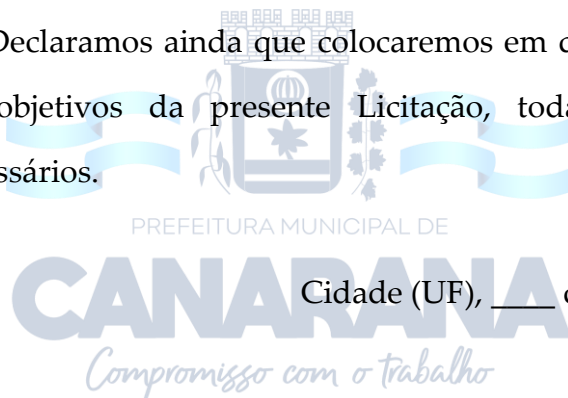 Declaramos ainda que colocaremos em
objetivos da presente Licitação,
ssários.
PREFEITURA MUNICIPAL DE
CANARANA
Cidade (UF), ____
Compromisso com o trabalho